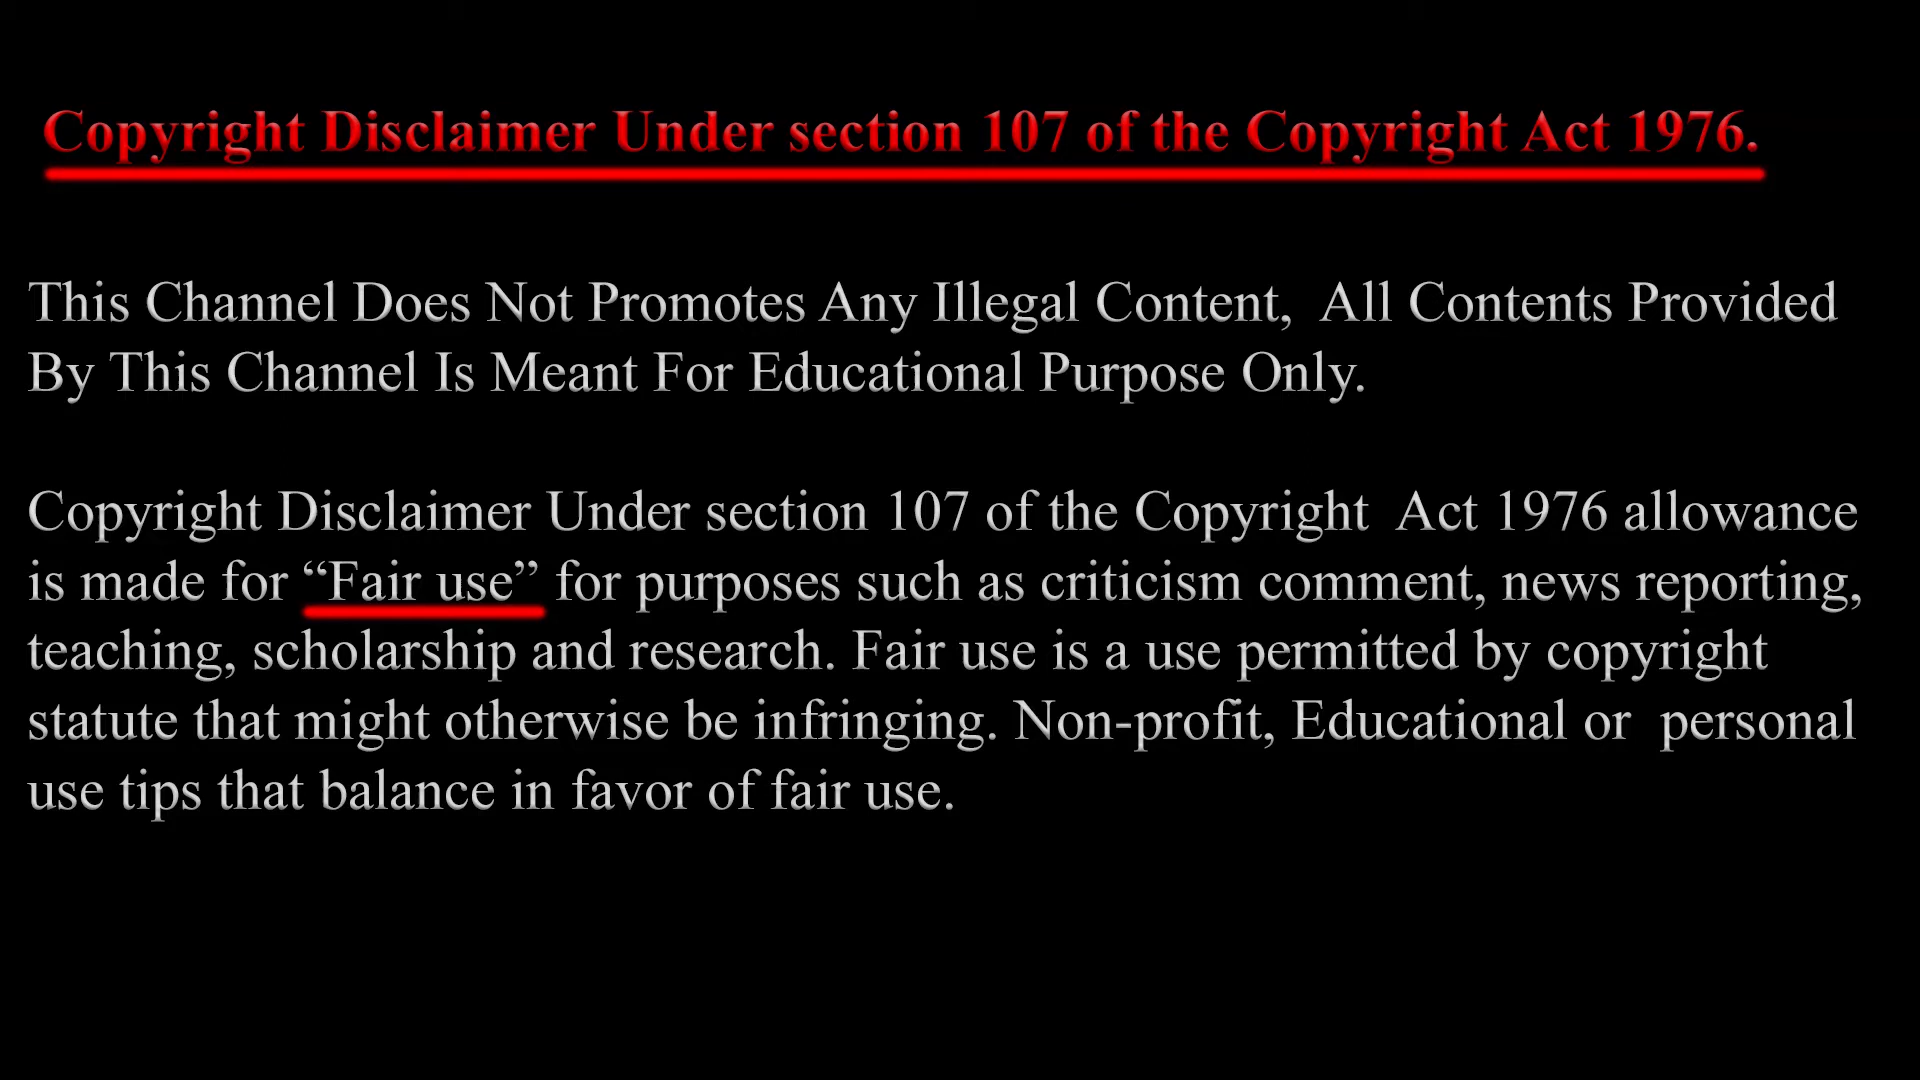 Copyright Disclaimer Under section 107 of the Copyright Act 1976.
This Channel Does Not Promotes Any Illegal Content,  All Contents Provided
By This Channel Is Meant For Educational Purpose Only.
Copyright Disclaimer Under section 107 of the Copyright  Act 1976 allowance
is made for “Fair use” for purposes such as criticism comment, news reporting,
teaching, scholarship and research. Fair use is a use permitted by copyright
statute that might otherwise be infringing. Non-profit, Educational or  personal
use tips that balance in favor of fair use.